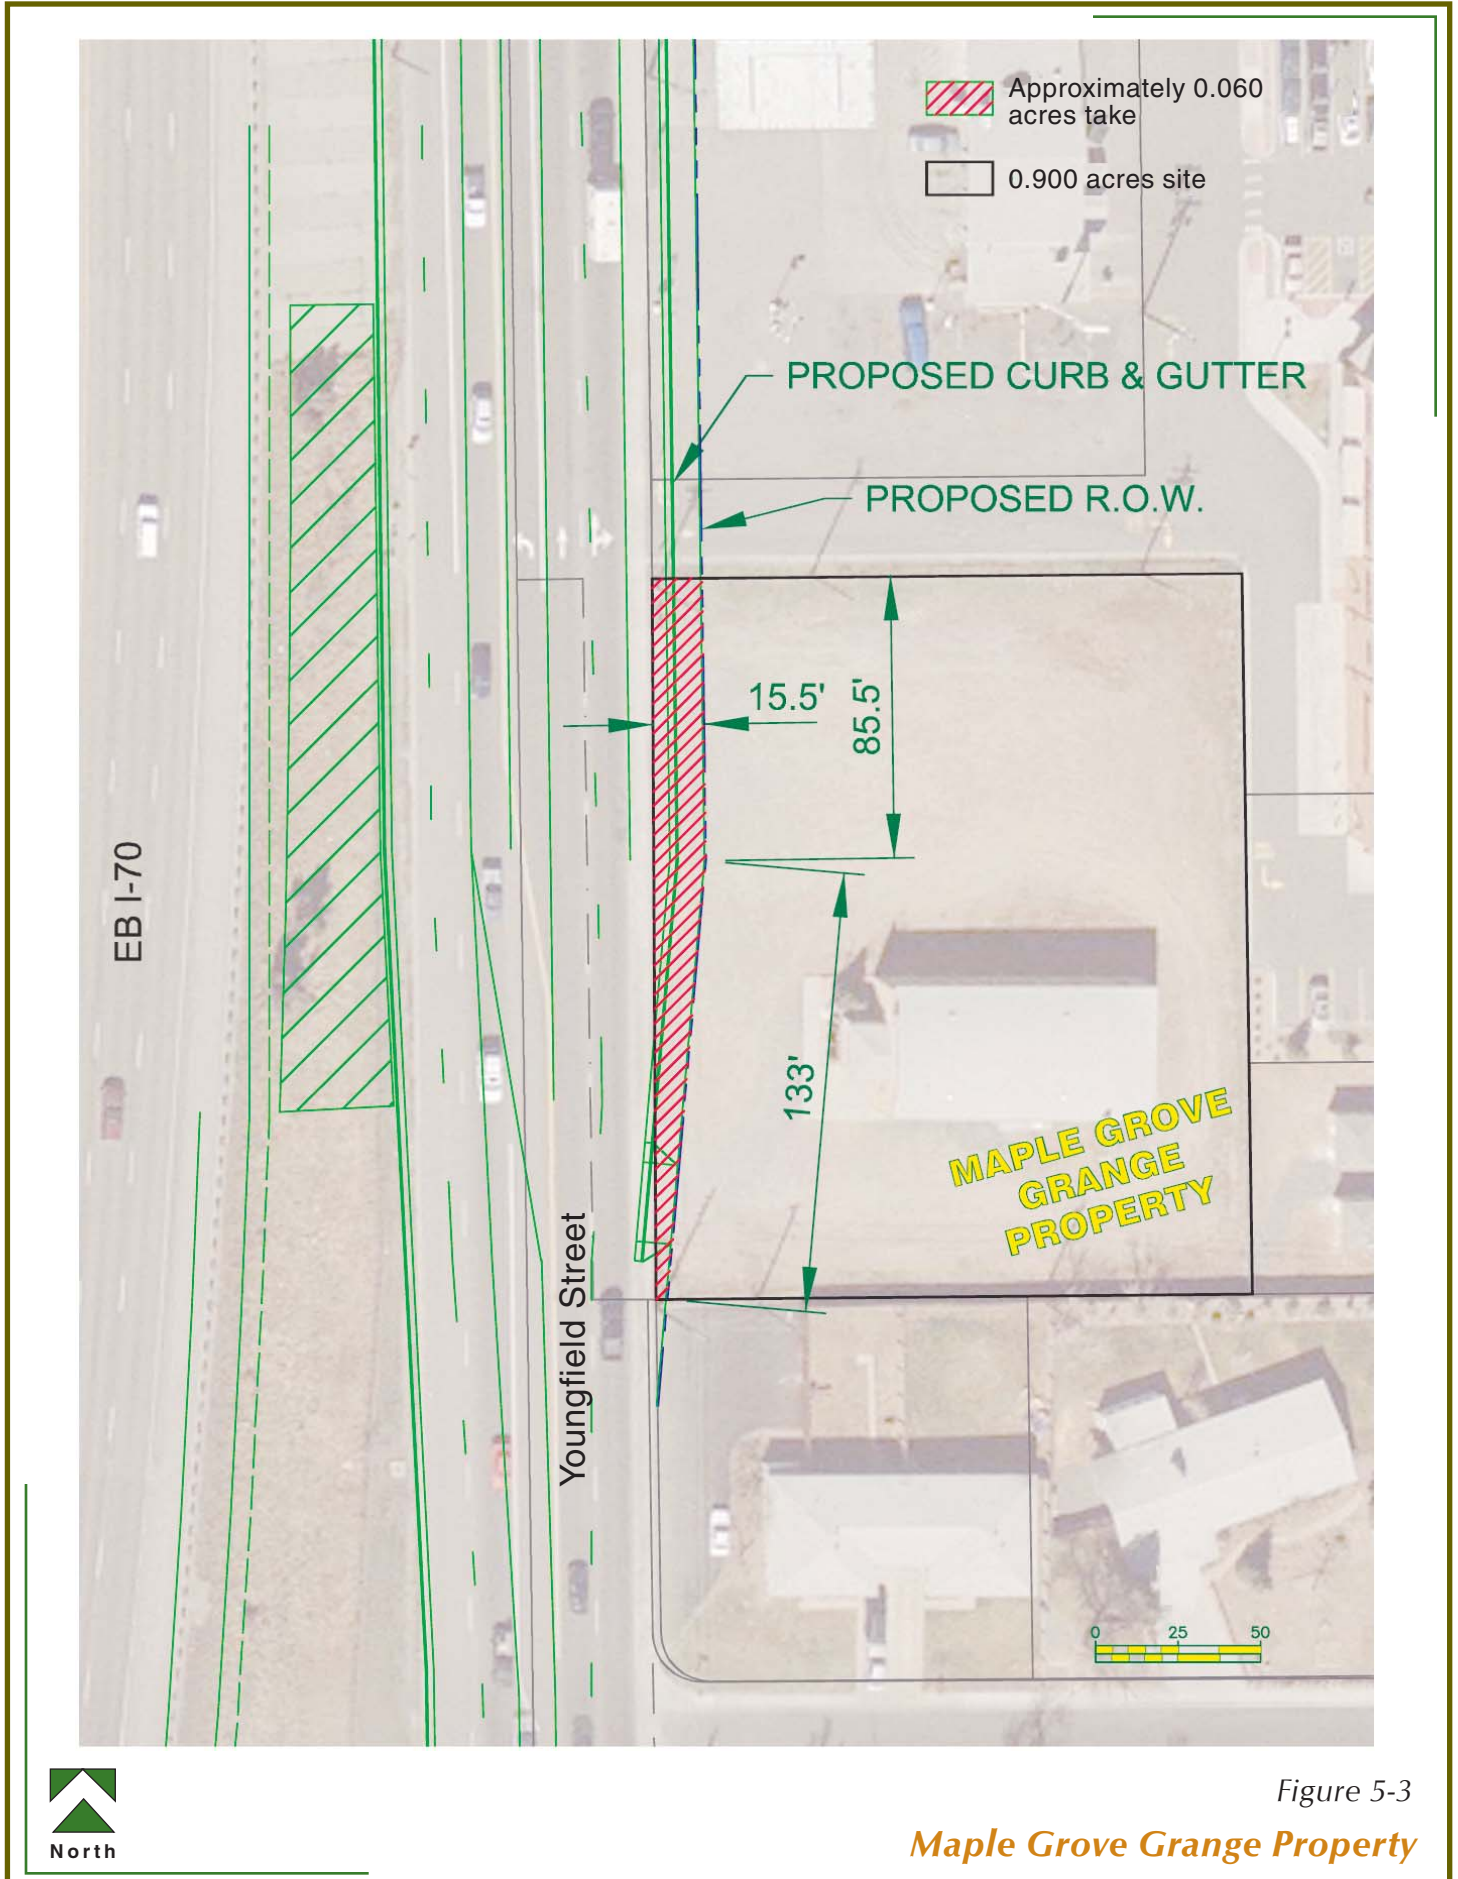 Approximately 0.060
acres take
0.900 acres site
PROPOSED CURB & GUTTER
PROPOSED R.O.W.
15.5'
85.5'
EB I-70
133'
MAPLE GROVE
GRANGE
PROPERTY
Youngfield Street
0 25 50
North
Figure 5-3
Maple Grove Grange Property